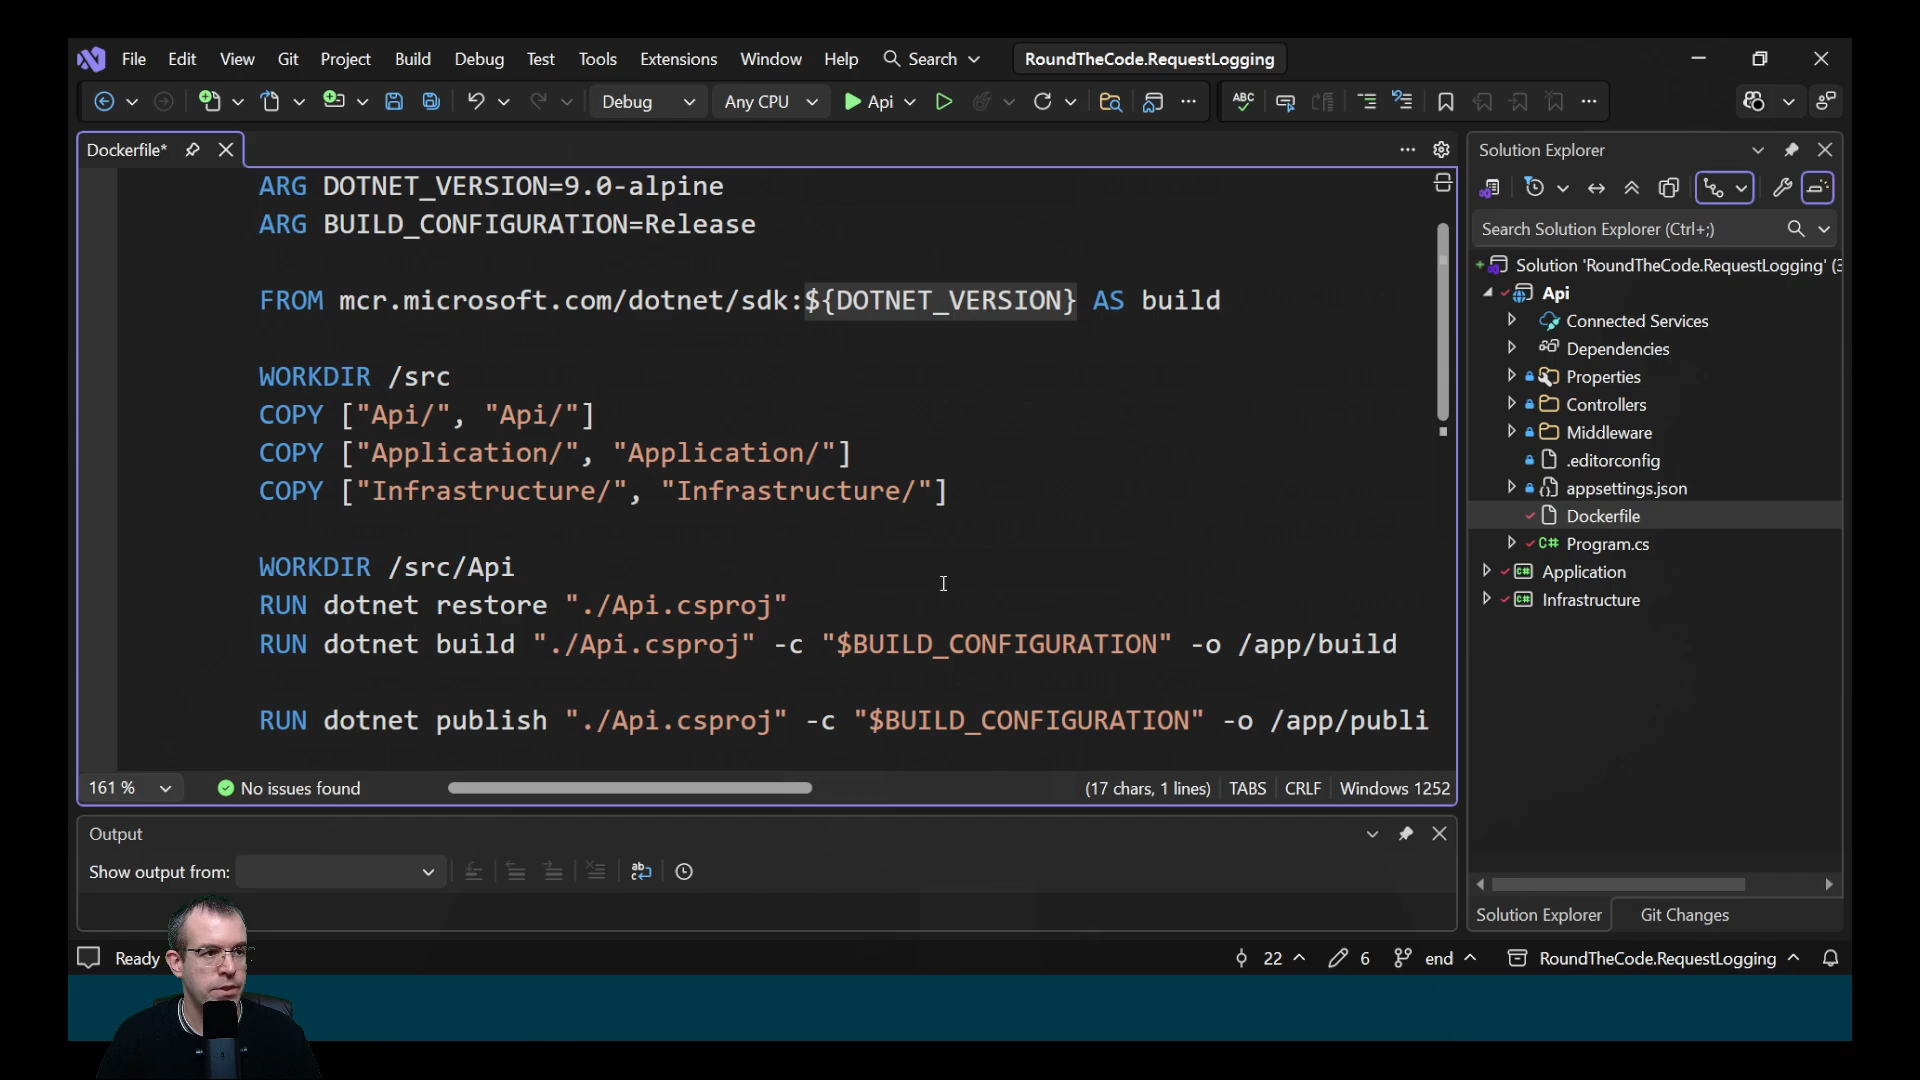 File Edit View Git Project Build Debug Test Tools Extensions Window Help Search RoundTheCode.RequestLogging
Debug Any CPU Api
Dockerfile*
ARG DOTNET_VERSION=9.0-alpine
ARG BUILD_CONFIGURATION=Release
FROM mcr.microsoft.com/dotnet/sdk:${DOTNET_VERSION} AS build
WORKDIR /src
COPY ["Api/", "Api/"]
COPY ["Application/", "Application/"]
COPY ["Infrastructure/", "Infrastructure/"]
WORKDIR /src/Api
RUN dotnet restore "./Api.csproj"
RUN dotnet build "./Api.csproj" -c "$BUILD_CONFIGURATION" -o /app/build
RUN dotnet publish "./Api.csproj" -c "$BUILD_CONFIGURATION" -o /app/publi
161 % No issues found (17 chars, 1 lines) TABS CRLF Windows 1252
Output
Show output from:
Solution Explorer
Search Solution Explorer (Ctrl+;)
Solution 'RoundTheCode.RequestLogging' (3
Api
Connected Services
Dependencies
Properties
Controllers
Middleware
.editorconfig
appsettings.json
Dockerfile
C# Program.cs
C# Application
C# Infrastructure
Solution Explorer Git Changes
Ready 22 6 end RoundTheCode.RequestLogging